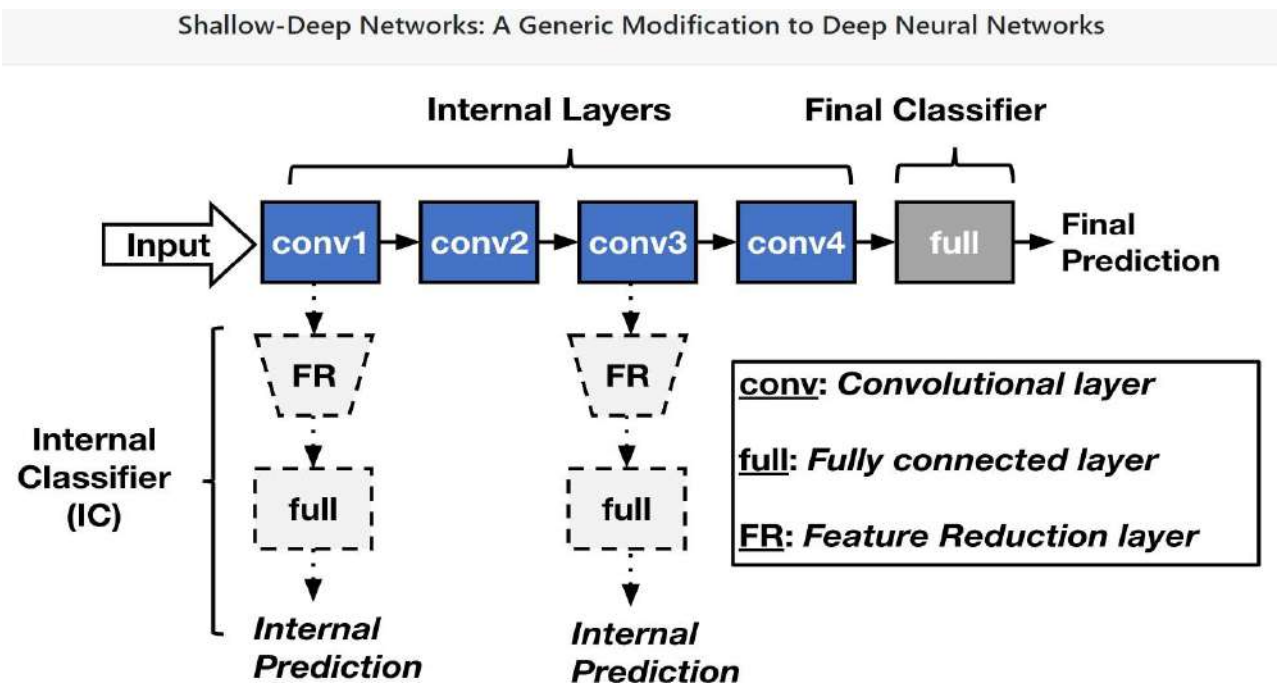 Shallow-Deep Networks: A Generic Modification to Deep Neural Networks
Internal Layers
Final Classifier
Input
conv1
conv2
conv3
conv4
full
Final
Prediction
Internal
Classifier
(IC)
FR
full
Internal
Prediction
FR
full
Internal
Prediction
conv: Convolutional layer
full: Fully connected layer
FR: Feature Reduction layer